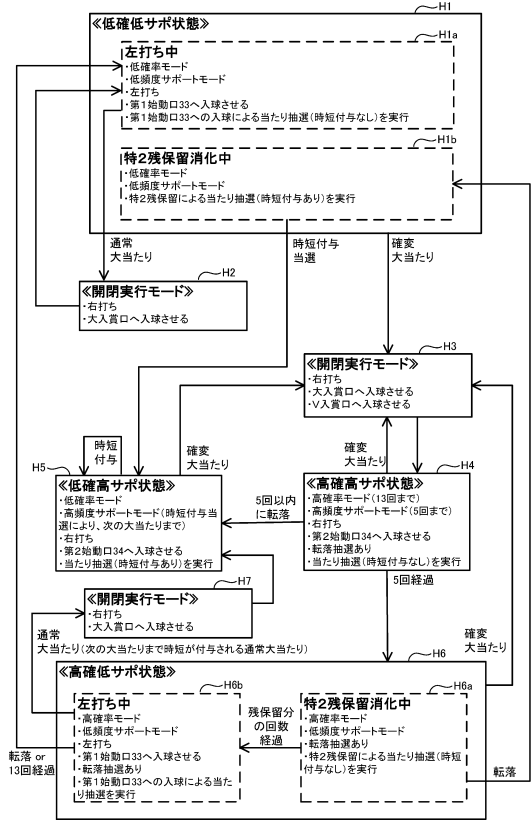 H1
≪低確低サポ状態≫
H1a
左打ち中
・低確率モード
・低頻度サポートモード
・左打ち
・第1始動口33へ入球させる
・第1始動口33への入球による当たり抽選(時短付与なし)を実行
H1b
特2残保留消化中
・低確率モード
・低頻度サポートモード
・特2残保留による当たり抽選(時短付与あり)を実行
通常
大当たり
時短付与
当選
確変
大当たり
H2
≪開閉実行モード≫
・右打ち
・大入賞口へ入球させる
H3
≪開閉実行モード≫
・右打ち
・大入賞口へ入球させる
・V入賞口へ入球させる
時短
付与
確変
大当たり
確変
大当たり
H5
≪低確高サポ状態≫
・低確率モード
・高頻度サポートモード(時短付与当
選により、次の大当たりまで)
・右打ち
・第2始動口34へ入球させる
・当たり抽選(時短付与あり)を実行
5回以内
に転落
H4
≪高確高サポ状態≫
・高確率モード(13回まで)
・高頻度サポートモード(5回まで)
・右打ち
・第2始動口34へ入球させる
・転落抽選あり
・当たり抽選(時短付与なし)を実行
5回経過
H7
≪開閉実行モード≫
・右打ち
・大入賞口へ入球させる
通常
大当たり(次の大当たりまで時短が付与される通常大当たり)
確変
大当たり
H6
≪高確低サポ状態≫
H6b
左打ち中
・高確率モード
・低頻度サポートモード
・左打ち
・第1始動口33へ入球させる
・転落抽選あり
・第1始動口33への入球による当た
り抽選を実行
残保留分
の回数
経過
H6a
特2残保留消化中
・高確率モード
・低頻度サポートモード
・転落抽選あり
・特2残保留による当たり抽選(時短
付与なし)を実行
転落 or
13回経過
転落